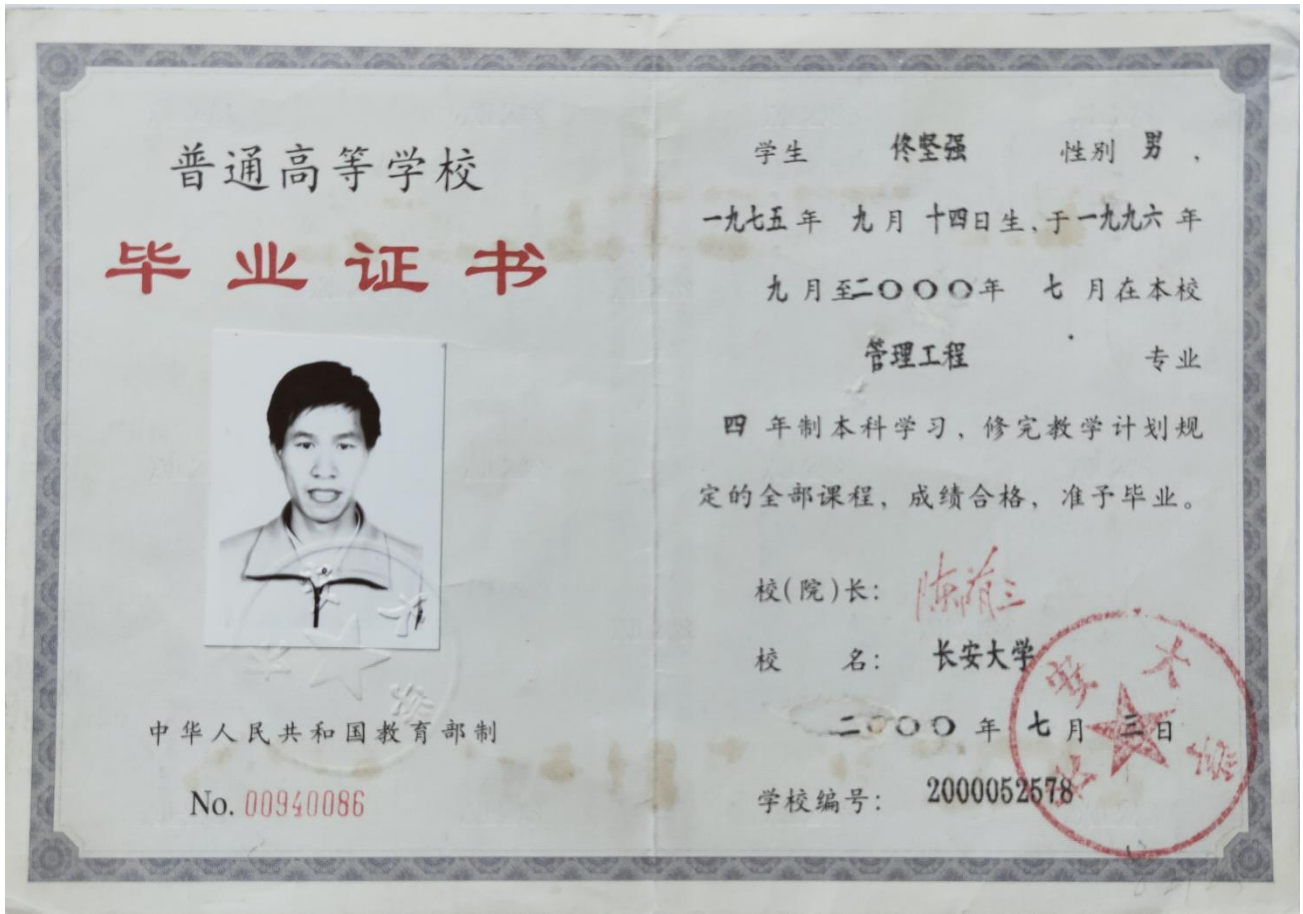 普通高等学校
毕业证书
中华人民共和国教育部制
No. 00940086
学生 佟坚强 性别 男，
一九七五年 九月 十四日生，于一九九六年
九月至二〇〇〇年 七月在本校
管理工程 专业
四年制本科学习，修完教学计划规
定的全部课程，成绩合格，准予毕业。
校(院)长：
校 名： 长安大学
二〇〇〇年 七月 三日
学校编号： 2000052578
长安大学